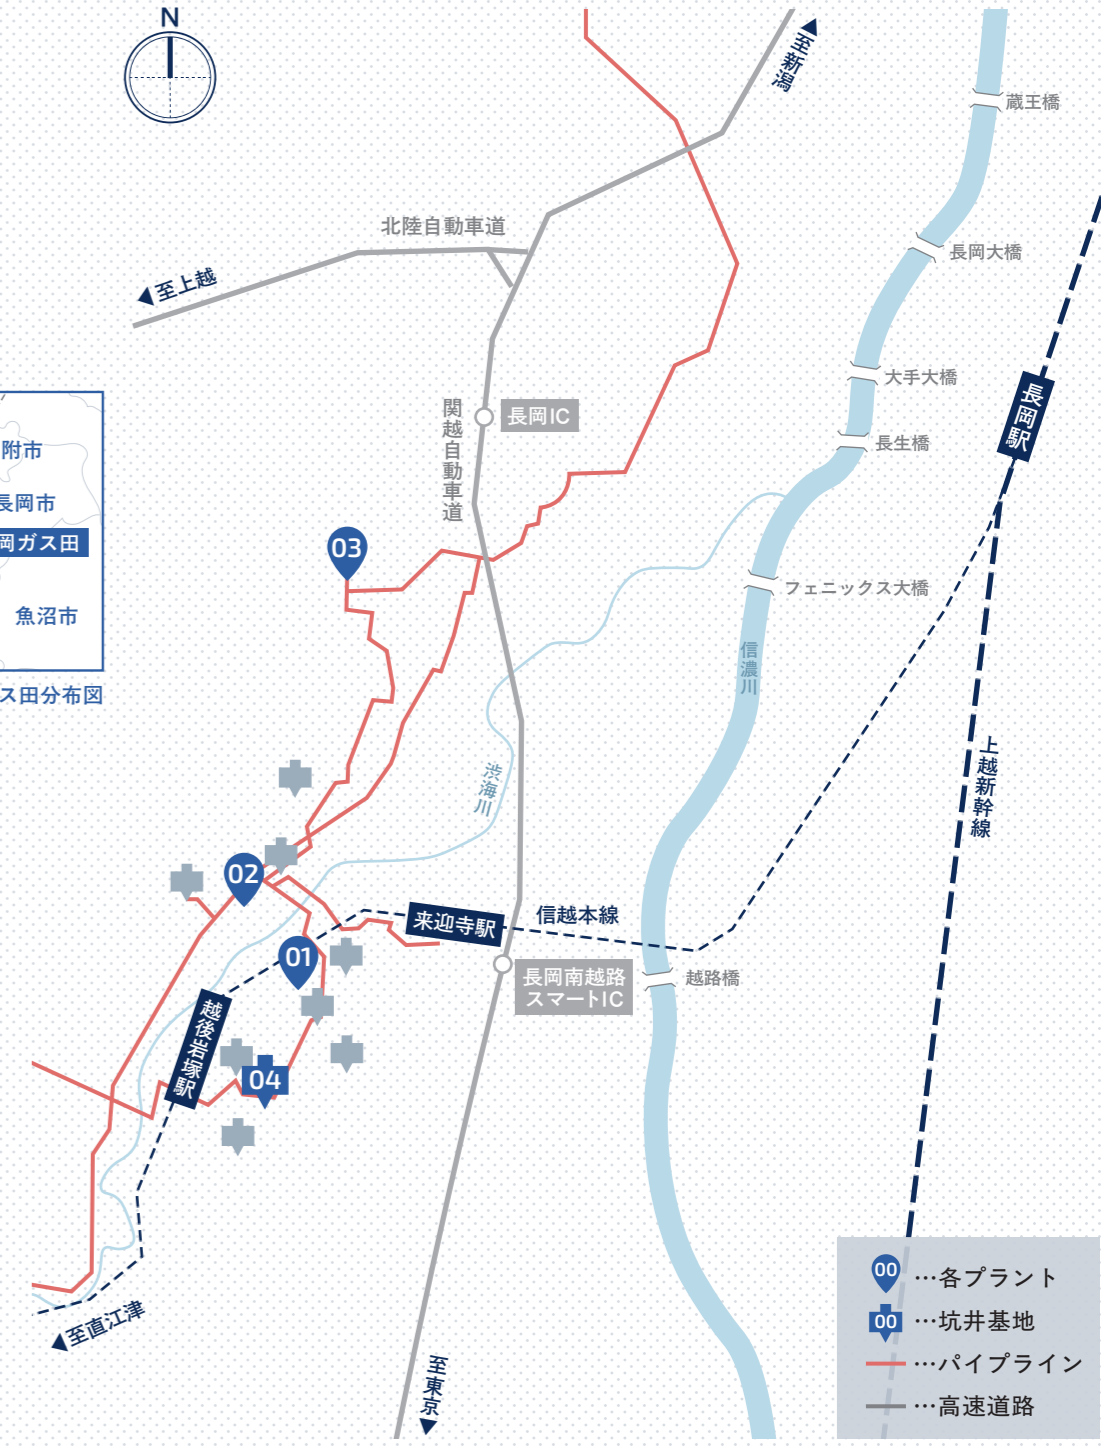 N
至新潟
蔵王橋
北陸自動車道
長岡大橋
至上越
大手大橋
長岡駅
関越自動車道
長岡IC
長生橋
附市
長岡市
岡ガス田
魚沼市
ス田分布図
03
フェニックス大橋
信濃川
上越新幹線
渋海川
02
来迎寺駅
信越本線
01
長岡南越路
スマートIC
越路橋
越後岩塚駅
04
至直江津
至東京
00
…各プラント
00
…坑井基地
…パイプライン
…高速道路